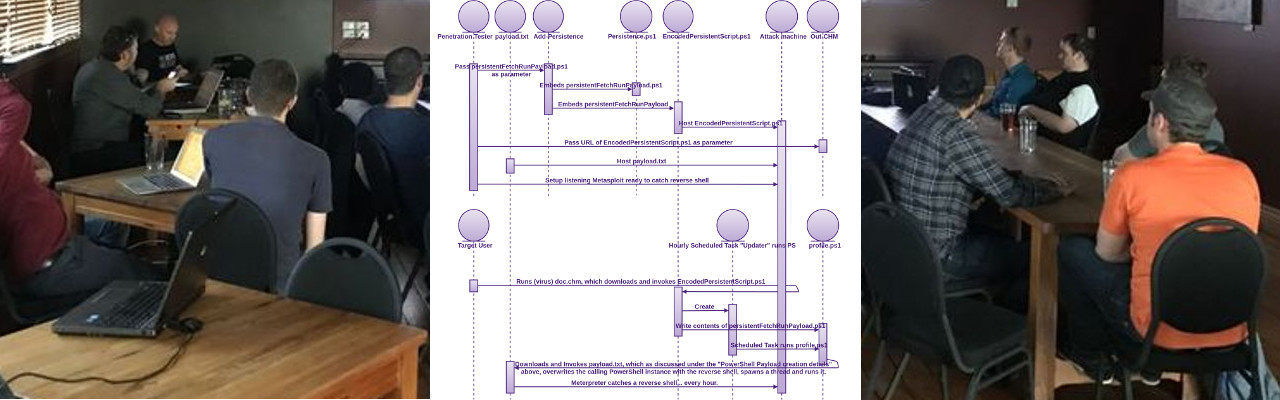 Penetration Tester payload.txt Add-Persistence Persistence.ps1 EncodedPersistentScript.ps1 Attack machine Out-CHM
Pass persistentFetchRunPayload.ps1
as parameter
Embeds persistentFetchRunPayload.ps1
Embeds persistentFetchRunPayload
Host EncodedPersistentScript.ps1
Pass URL of EncodedPersistentScript.ps1 as parameter
Host payload.txt
Setup listening Metasploit ready to catch reverse shell
Target User Hourly Scheduled Task "Updater" runs PS profile.ps1
Runs (virus) doc.chm, which downloads and invokes EncodedPersistentScript.ps1
Create
Write contents of persistentFetchRunPayload.ps1
Scheduled Task runs profile.ps1
Downloads and Invokes payload.txt, which as discussed under the "PowerShell Payload creation details"
above, overwrites the calling PowerShell instance with the reverse shell, spawns a thread and runs it.
Meterpreter catches a reverse shell... every hour.